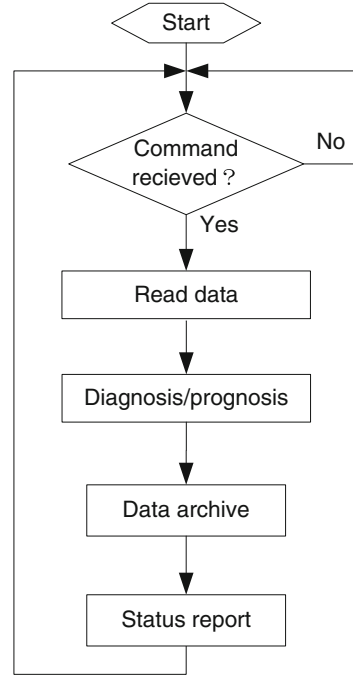 Start
Command
recieved？
No
Yes
Read data
Diagnosis/prognosis
Data archive
Status report